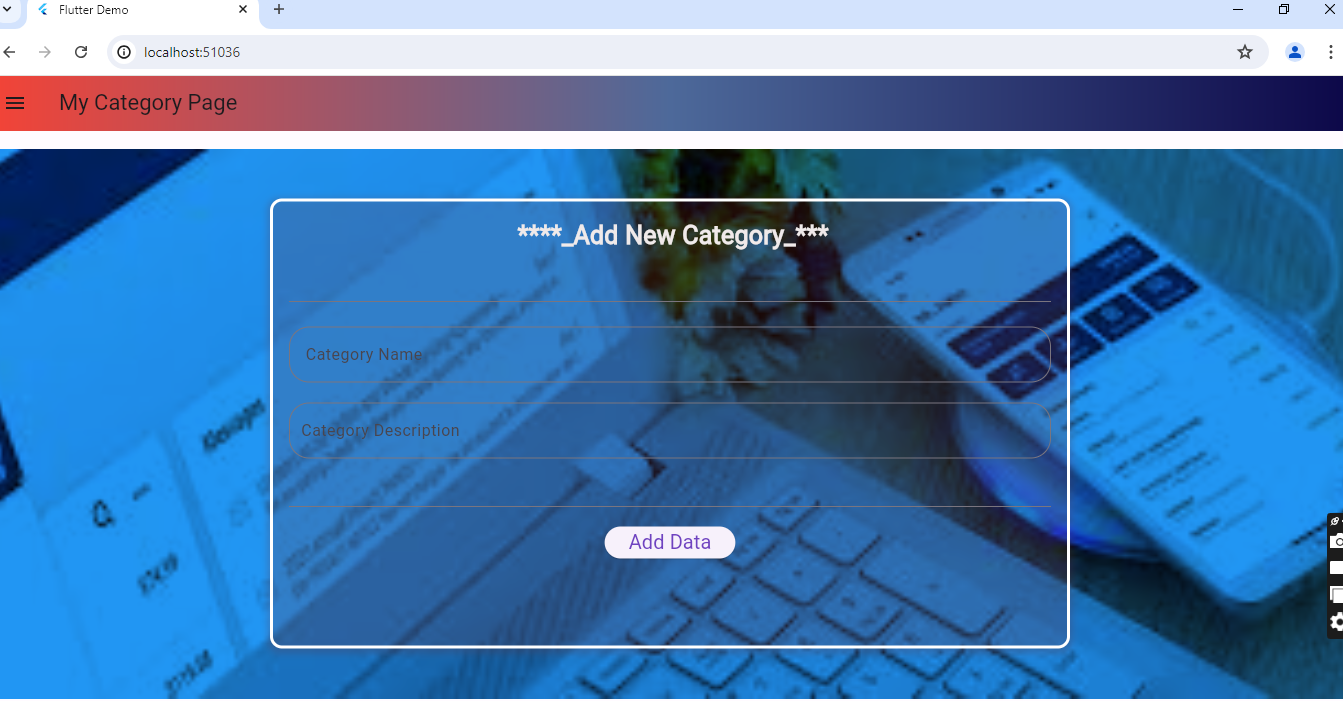 Flutter Demo
localhost:51036
My Category Page
****_Add New Category_***
Category Name
Category Description
Add Data